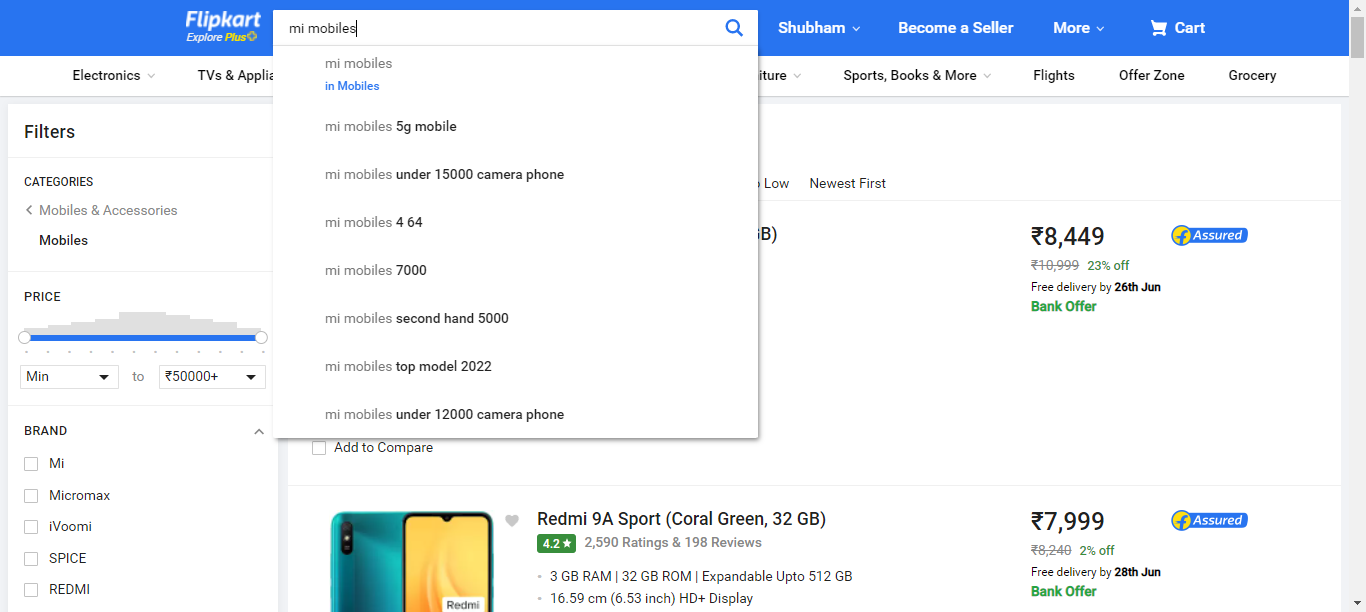 Flipkart
Explore Plus
mi mobiles
Shubham
Become a Seller
More
Cart
Electronics
TVs & Applia
iture
Sports, Books & More
Flights
Offer Zone
Grocery
mi mobiles
in Mobiles
mi mobiles 5g mobile
mi mobiles under 15000 camera phone
mi mobiles 4 64
mi mobiles 7000
mi mobiles second hand 5000
mi mobiles top model 2022
mi mobiles under 12000 camera phone
Filters
CATEGORIES
Mobiles & Accessories
Mobiles
PRICE
Min to ₹50000+
BRAND
Mi
Micromax
iVoomi
SPICE
REDMI
Low Newest First
GB)
₹8,449
Assured
₹10,999 23% off
Free delivery by 26th Jun
Bank Offer
Add to Compare
Redmi 9A Sport (Coral Green, 32 GB)
4.2★ 2,590 Ratings & 198 Reviews
3 GB RAM | 32 GB ROM | Expandable Upto 512 GB
16.59 cm (6.53 inch) HD+ Display
Redmi
₹7,999
Assured
₹8,240 2% off
Free delivery by 28th Jun
Bank Offer